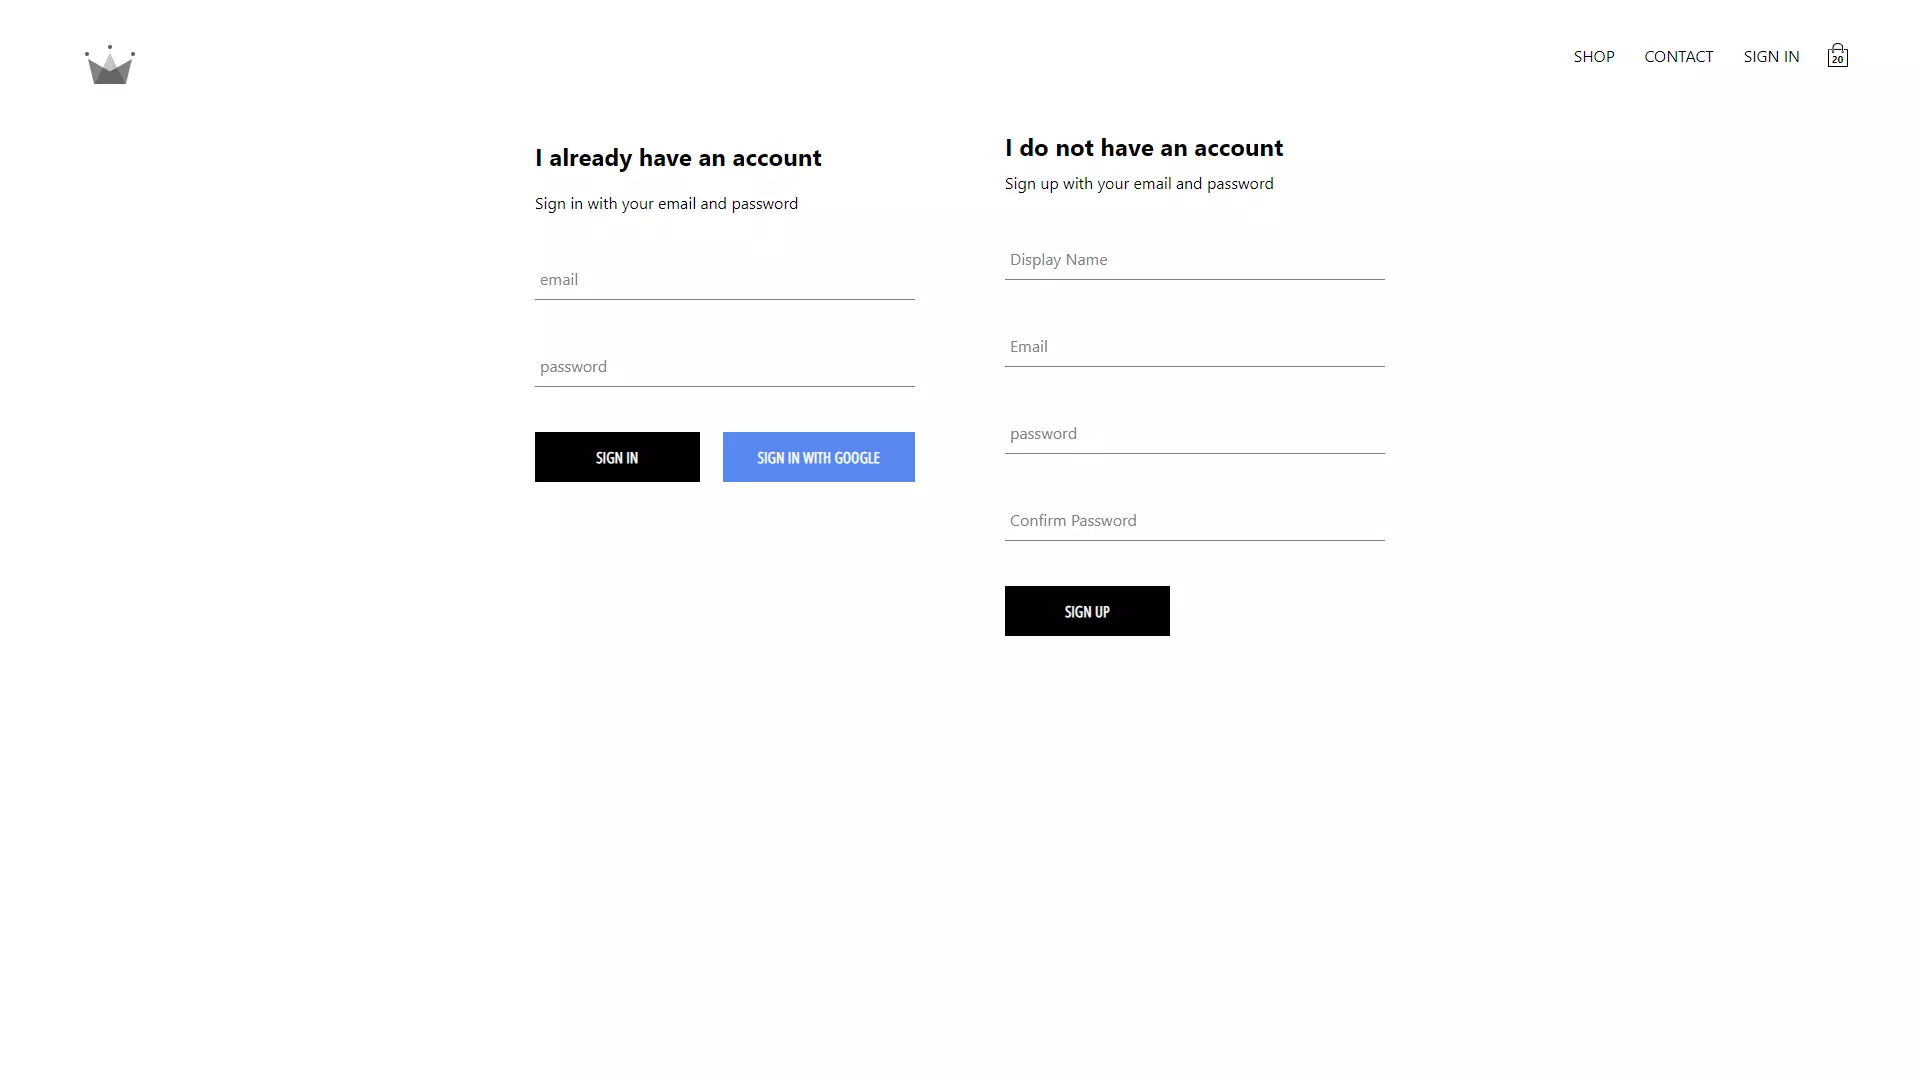 SHOP CONTACT SIGN IN 20
I already have an account
Sign in with your email and password
email
password
SIGN IN SIGN IN WITH GOOGLE
I do not have an account
Sign up with your email and password
Display Name
Email
password
Confirm Password
SIGN UP